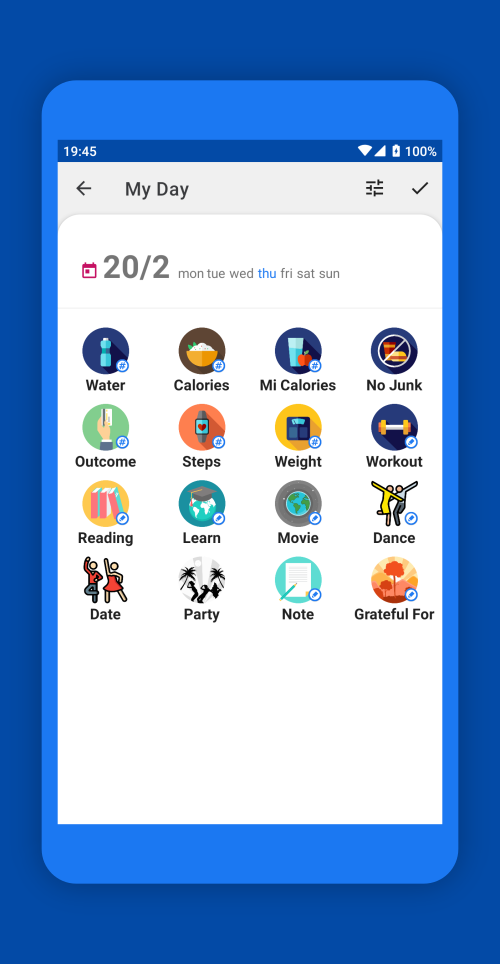 19:45 100%
My Day
20/2 mon tue wed thu fri sat sun
Water Calories Mi Calories No Junk
Outcome Steps Weight Workout
Reading Learn Movie Dance
Date Party Note Grateful For